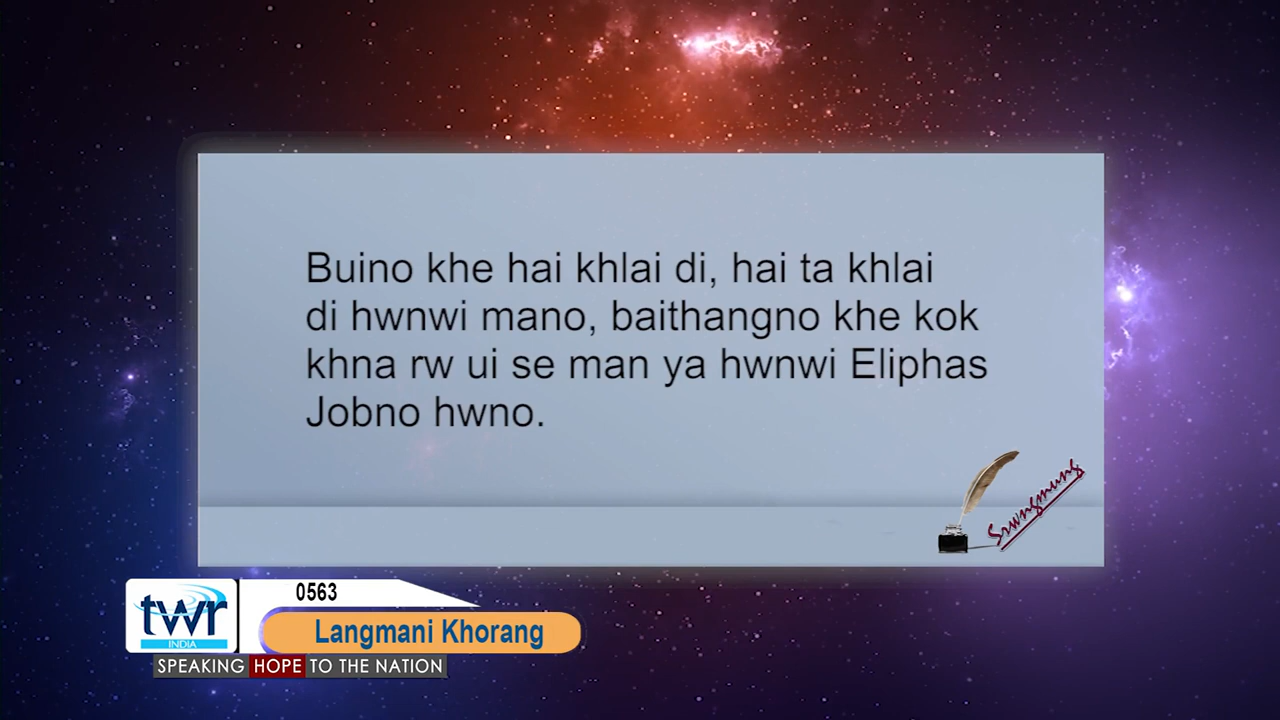 Buino khe hai khlai di, hai ta khlai
di hwnwi mano, baithangno khe kok
khna rw ui se man ya hwnwi Eliphas
Jobno hwno.
Srwngmung
0563
twr
INDIA
Langmani Khorang
SPEAKING HOPE TO THE NATION